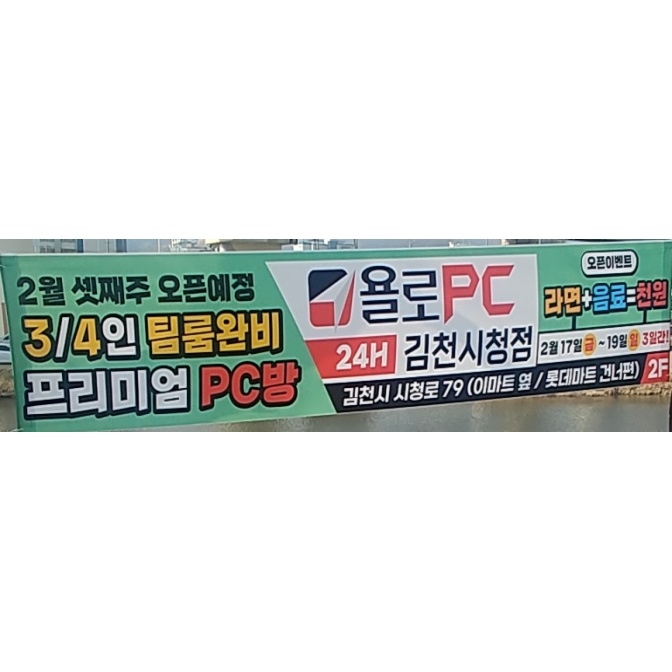 2월 셋째주 오픈예정
3/4인 팀룸완비
프리미엄 PC방
욜로PC
24H 김천시청점
김천시 시청로 79 (이마트 옆 / 롯데마트 건너편) 2F
오픈이벤트
라면+음료=천원
2월 17일 금 ~ 19일 일 3일간